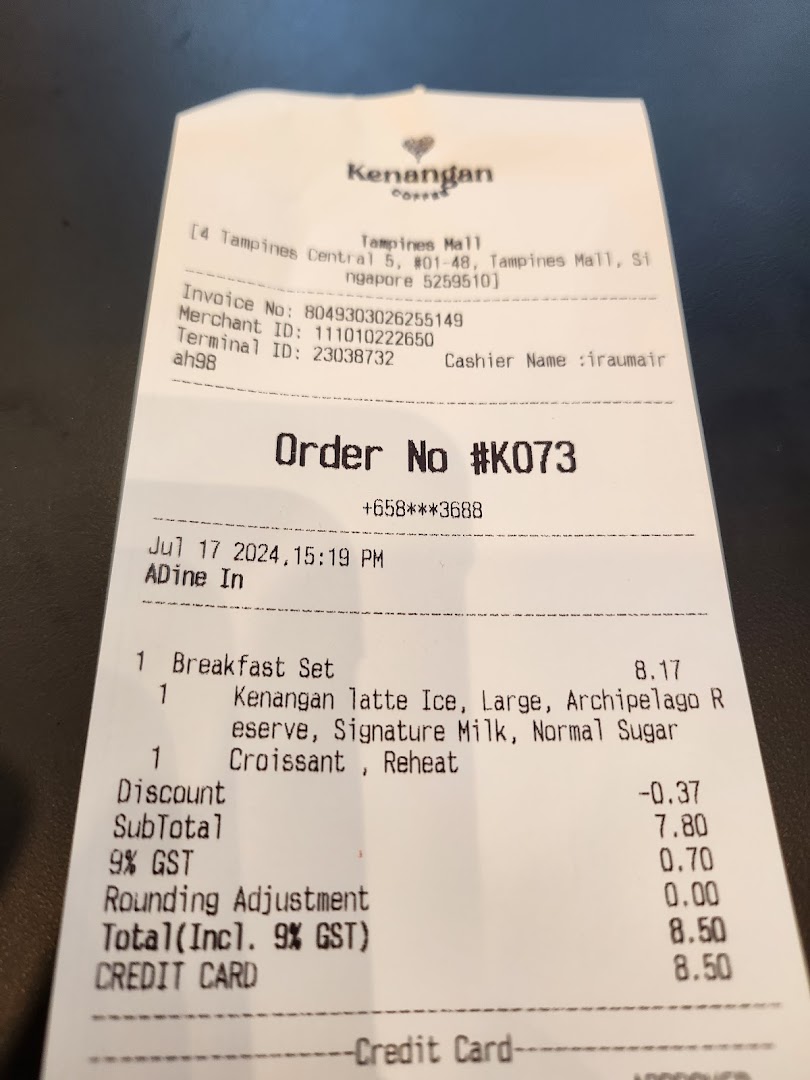 Kenangan
COFFEE
Tampines Mall
[4 Tampines Central 5, #01-48, Tampines Mall, Si
ngapore 5259510]
Invoice No: 8049303026255149
Merchant ID: 111010222650
Terminal ID: 23038732 Cashier Name :iraumair
ah98
Order No #K073
+658***3688
Jul 17 2024,15:19 PM
ADine In
1 Breakfast Set 8.17
1 Kenangan latte Ice, Large, Archipelago R
eserve, Signature Milk, Normal Sugar
1 Croissant , Reheat
Discount -0.37
SubTotal 7.80
9% GST 0.70
Rounding Adjustment 0.00
Total(Incl. 9% GST) 8.50
CREDIT CARD 8.50
Credit Card